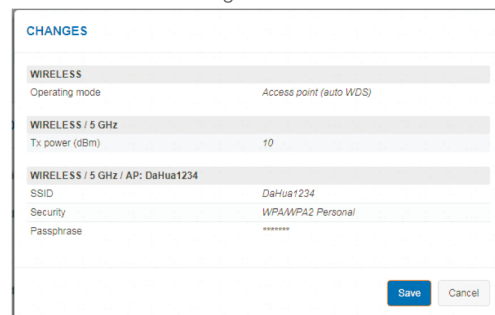 CHANGES
WIRELESS
Operating mode Access point (auto WDS)
WIRELESS / 5 GHz
Tx power (dBm) 10
WIRELESS / 5 GHz / AP: DaHua1234
SSID DaHua1234
Security WPA/WPA2 Personal
Passphrase *******
Save Cancel